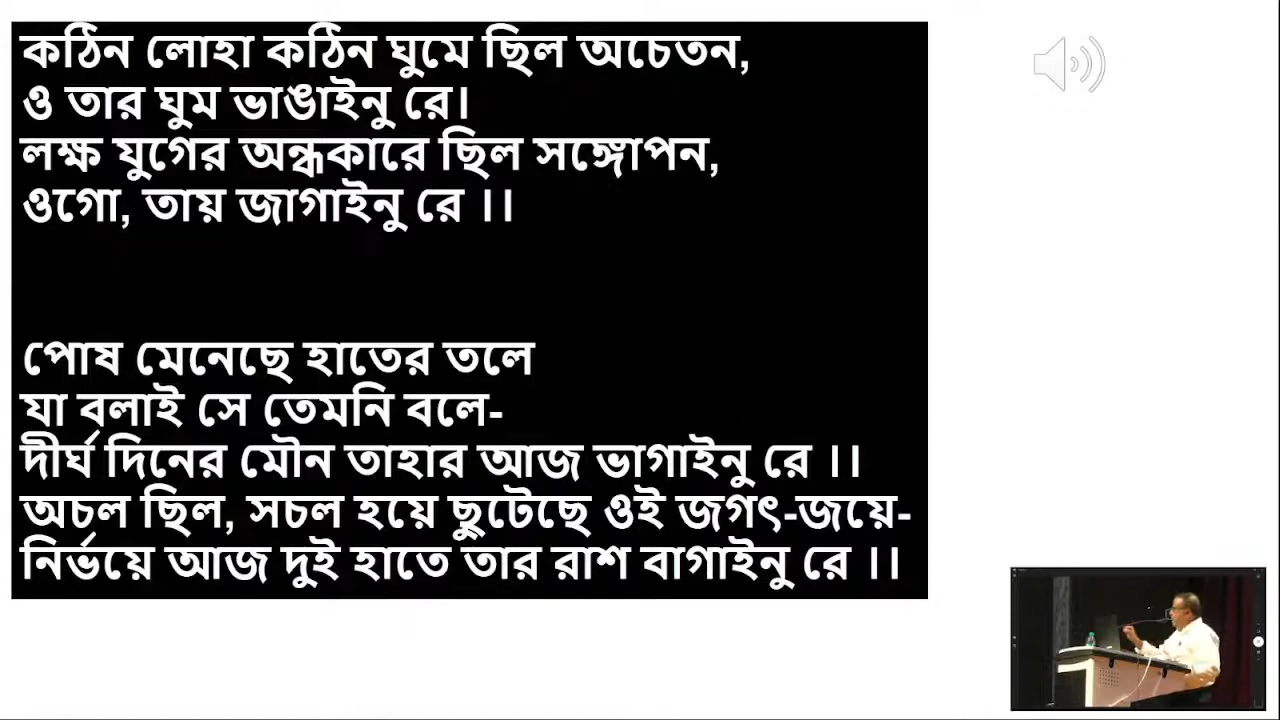 কঠিন লোহা কঠিন ঘুমে ছিল অচেতন,
ও তার ঘুম ভাঙাইনু রে।
লক্ষ যুগের অন্ধকারে ছিল সঙ্গোপন,
ওগো, তায় জাগাইনু রে ।।
পোষ মেনেছে হাতের তলে
যা বলাই সে তেমনি বলে-
দীর্ঘ দিনের মৌন তাহার আজ ভাগাইনু রে ।।
অচল ছিল, সচল হয়ে ছুটেছে ওই জগৎ-জয়ে-
নির্ভয়ে আজ দুই হাতে তার রাশ বাগাইনু রে ।।